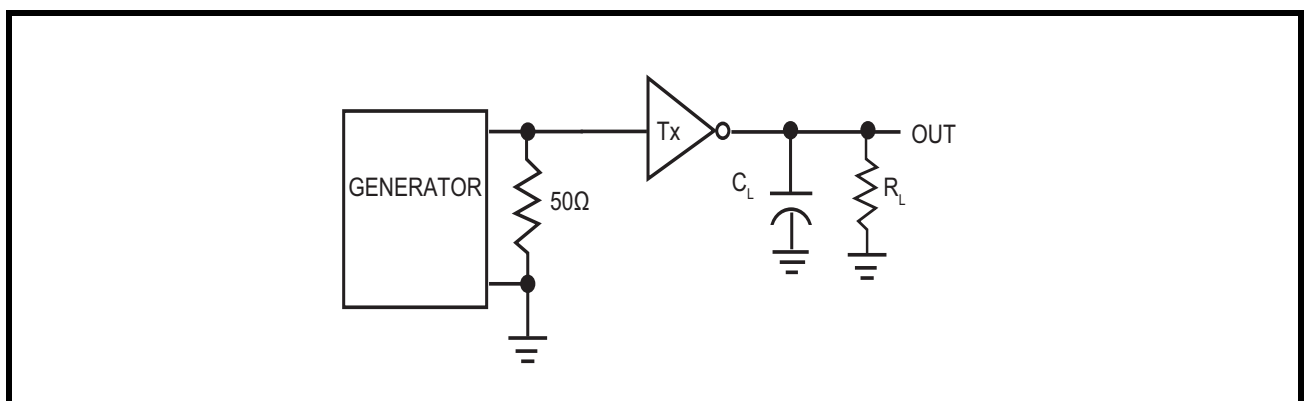 GENERATOR
50Ω
Tx
C_L
R_L
OUT